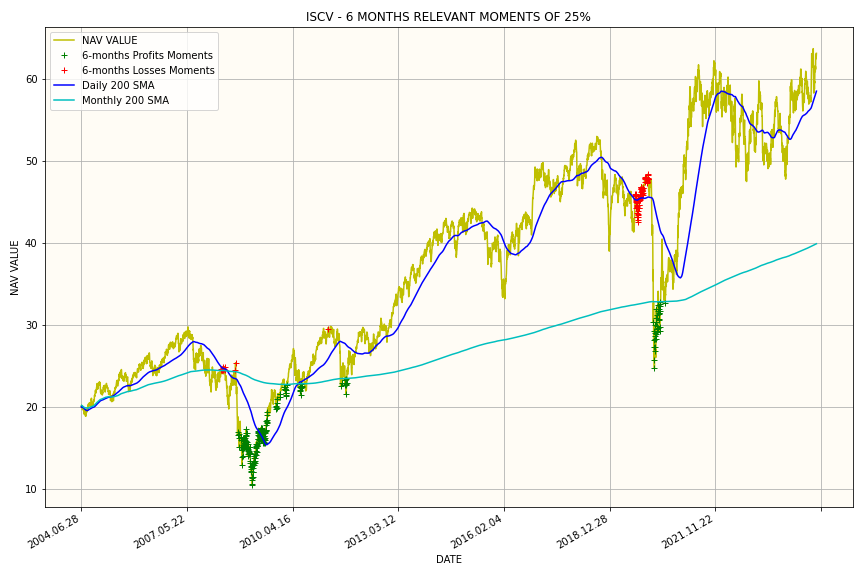 ISCV - 6 MONTHS RELEVANT MOMENTS OF 25%
NAV VALUE
6-months Profits Moments
6-months Losses Moments
Daily 200 SMA
Monthly 200 SMA
NAV VALUE
60
50
40
30
20
10
2004.06.28
2007.05.22
2010.04.16
2013.03.12
2016.02.04
2018.12.28
2021.11.22
DATE